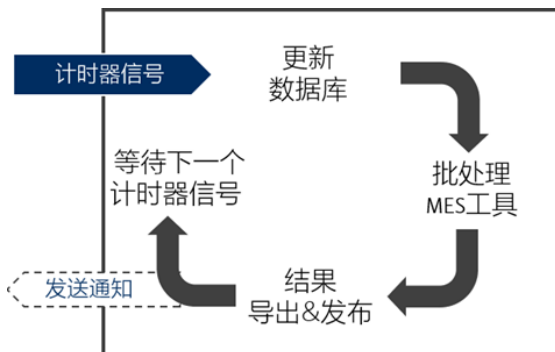 计时器信号
更新
数据库
等待下一个
计时器信号
批处理
MES工具
发送通知
结果
导出&发布